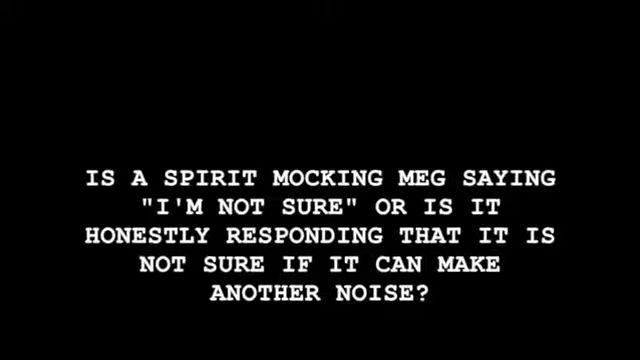 IS A SPIRIT MOCKING MEG SAYING
"I'M NOT SURE" OR IS IT
HONESTLY RESPONDING THAT IT IS
NOT SURE IF IT CAN MAKE
ANOTHER NOISE?